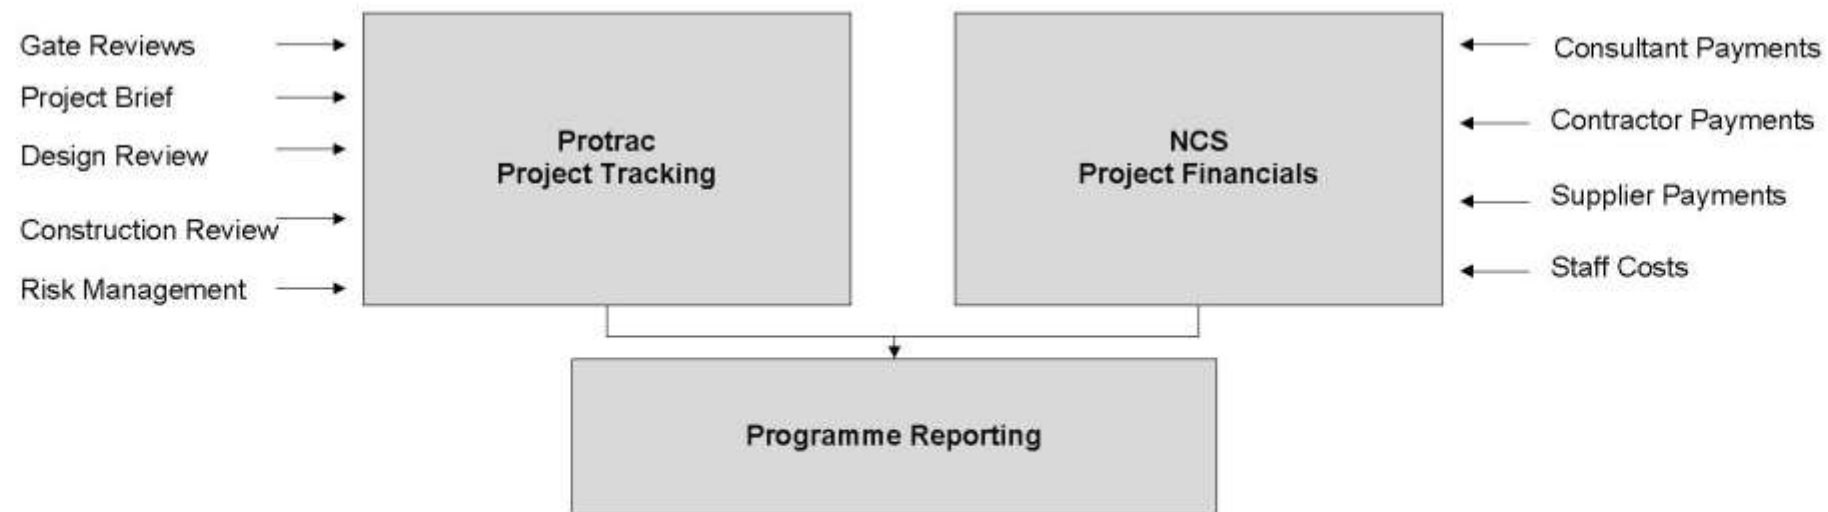 Gate Reviews
Project Brief
Design Review
Construction Review
Risk Management
Protrac
Project Tracking
NCS
Project Financials
Consultant Payments
Contractor Payments
Supplier Payments
Staff Costs
Programme Reporting